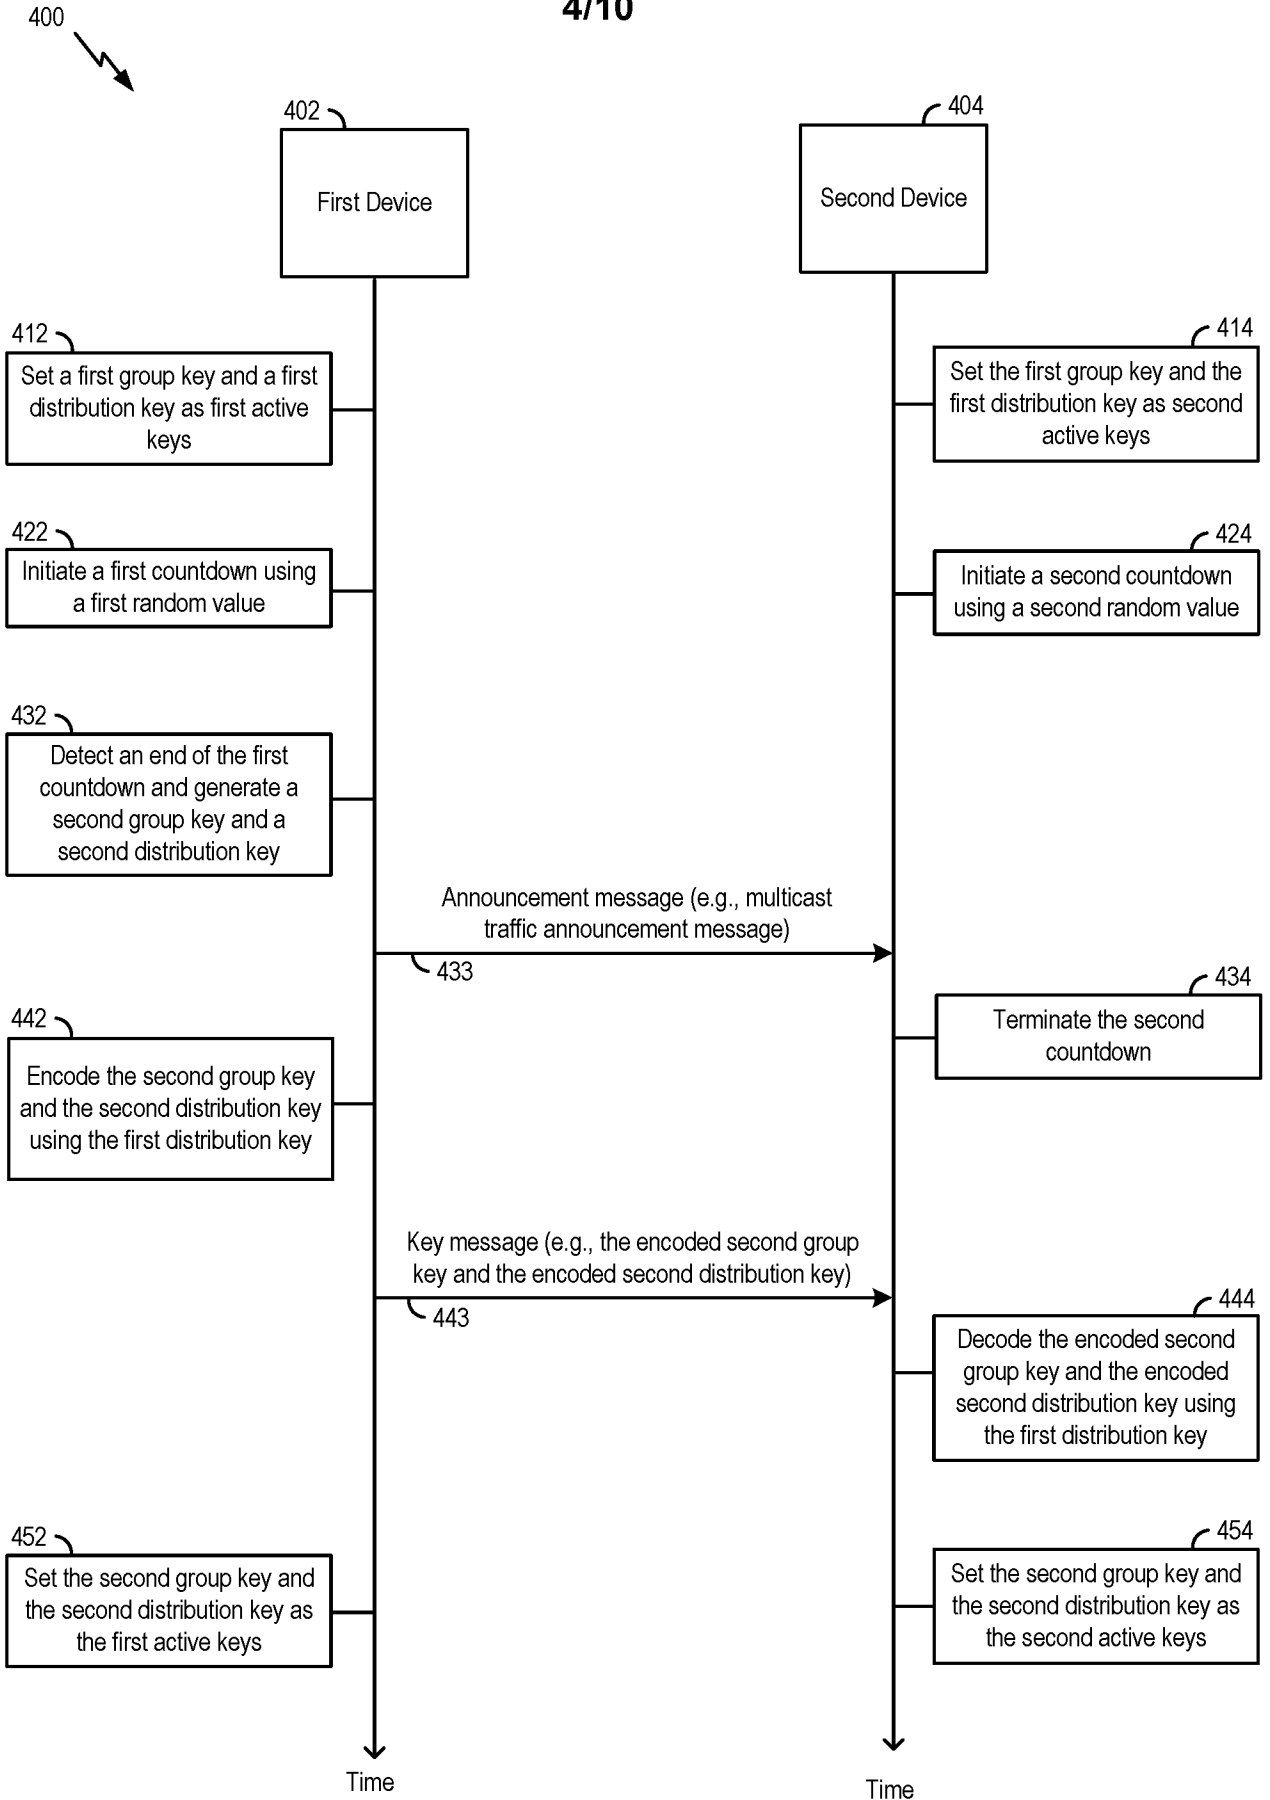 4/10
400
402
404
First Device
Second Device
412
414
Set a first group key and a first
distribution key as first active
keys
Set the first group key and the
first distribution key as second
active keys
422
424
Initiate a first countdown using
a first random value
Initiate a second countdown
using a second random value
432
Detect an end of the first
countdown and generate a
second group key and a
second distribution key
Announcement message (e.g., multicast
traffic announcement message)
433
434
Terminate the second
countdown
442
Encode the second group key
and the second distribution key
using the first distribution key
Key message (e.g., the encoded second group
key and the encoded second distribution key)
443
444
Decode the encoded second
group key and the encoded
second distribution key using
the first distribution key
452
454
Set the second group key and
the second distribution key as
the first active keys
Set the second group key and
the second distribution key as
the second active keys
Time
Time